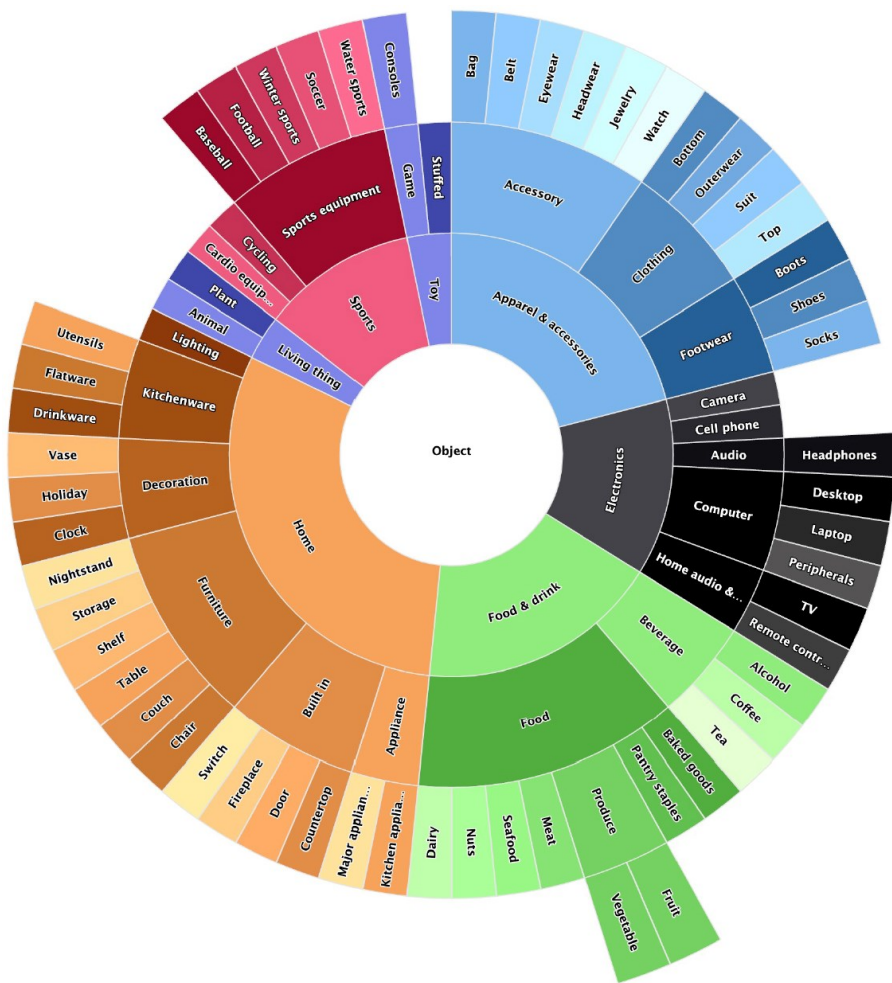 Object
Apparel & accessories
Accessory
Bag
Belt
Eyewear
Headwear
Jewelry
Watch
Clothing
Bottom
Outerwear
Suit
Top
Footwear
Boots
Shoes
Socks
Electronics
Camera
Cell phone
Audio
Headphones
Computer
Desktop
Laptop
Peripherals
Home audio &...
TV
Remote contr...
Food & drink
Beverage
Alcohol
Coffee
Tea
Food
Baked goods
Pantry staples
Produce
Fruit
Vegetable
Meat
Seafood
Nuts
Dairy
Home
Appliance
Kitchen applia...
Major applian...
Built in
Countertop
Door
Fireplace
Switch
Furniture
Chair
Couch
Table
Shelf
Storage
Nightstand
Decoration
Clock
Holiday
Vase
Kitchenware
Drinkware
Flatware
Utensils
Lighting
Living thing
Animal
Plant
Sports
Cardio equip...
Cycling
Sports equipment
Baseball
Football
Winter sports
Soccer
Water sports
Toy
Game
Consoles
Stuffed